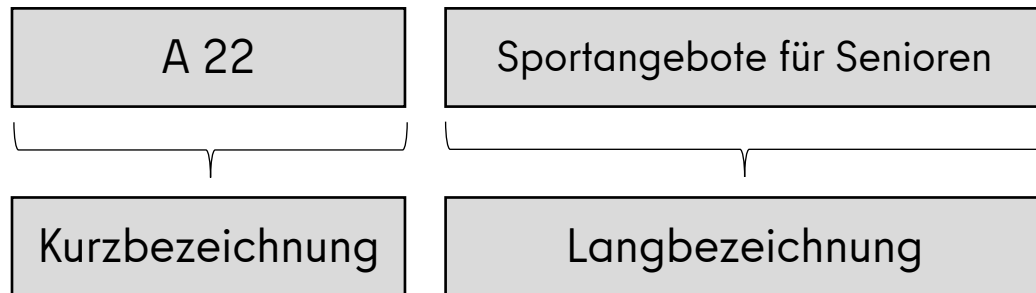 A 22
Sportangebote für Senioren
Kurzbezeichnung
Langbezeichnung